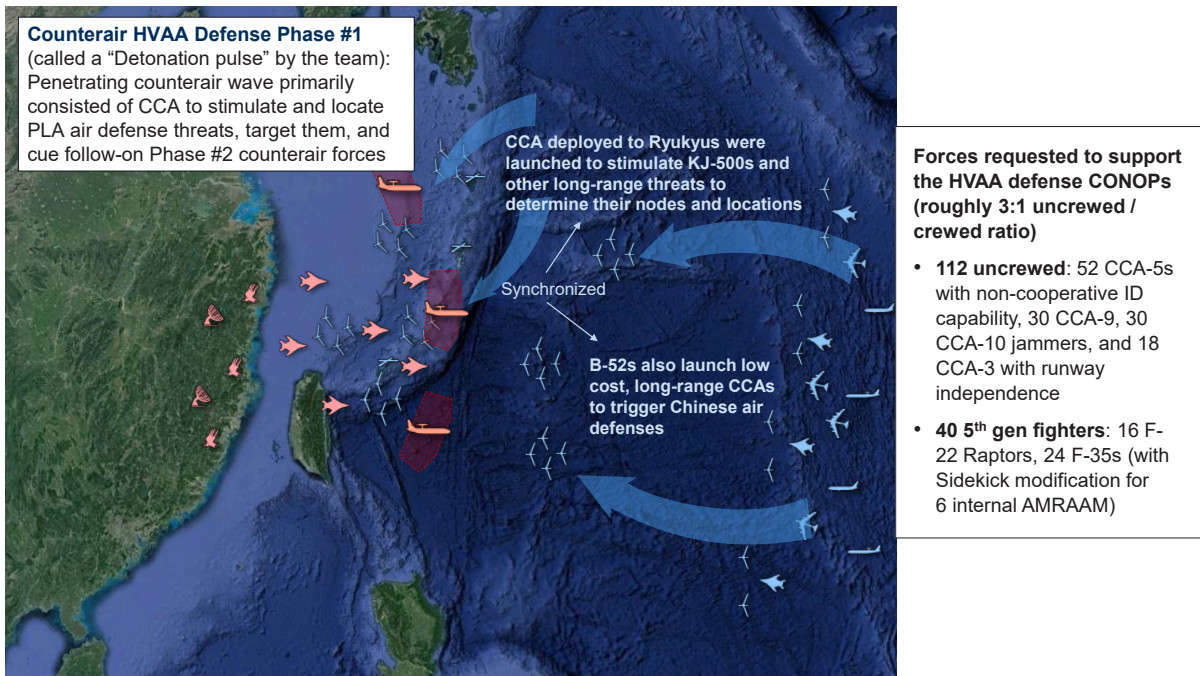 Counterair HVAA Defense Phase #1
(called a “Detonation pulse” by the team):
Penetrating counterair wave primarily
consisted of CCA to stimulate and locate
PLA air defense threats, target them, and
cue follow-on Phase #2 counterair forces
CCA deployed to Ryukyus were
launched to stimulate KJ-500s and
other long-range threats to
determine their nodes and locations
Synchronized
B-52s also launch low
cost, long-range CCAs
to trigger Chinese air
defenses
Forces requested to support
the HVAA defense CONOPs
(roughly 3:1 uncrewed /
crewed ratio)
• 112 uncrewed: 52 CCA-5s
with non-cooperative ID
capability, 30 CCA-9, 30
CCA-10 jammers, and 18
CCA-3 with runway
independence
• 40 5th gen fighters: 16 F-
22 Raptors, 24 F-35s (with
Sidekick modification for
6 internal AMRAAM)